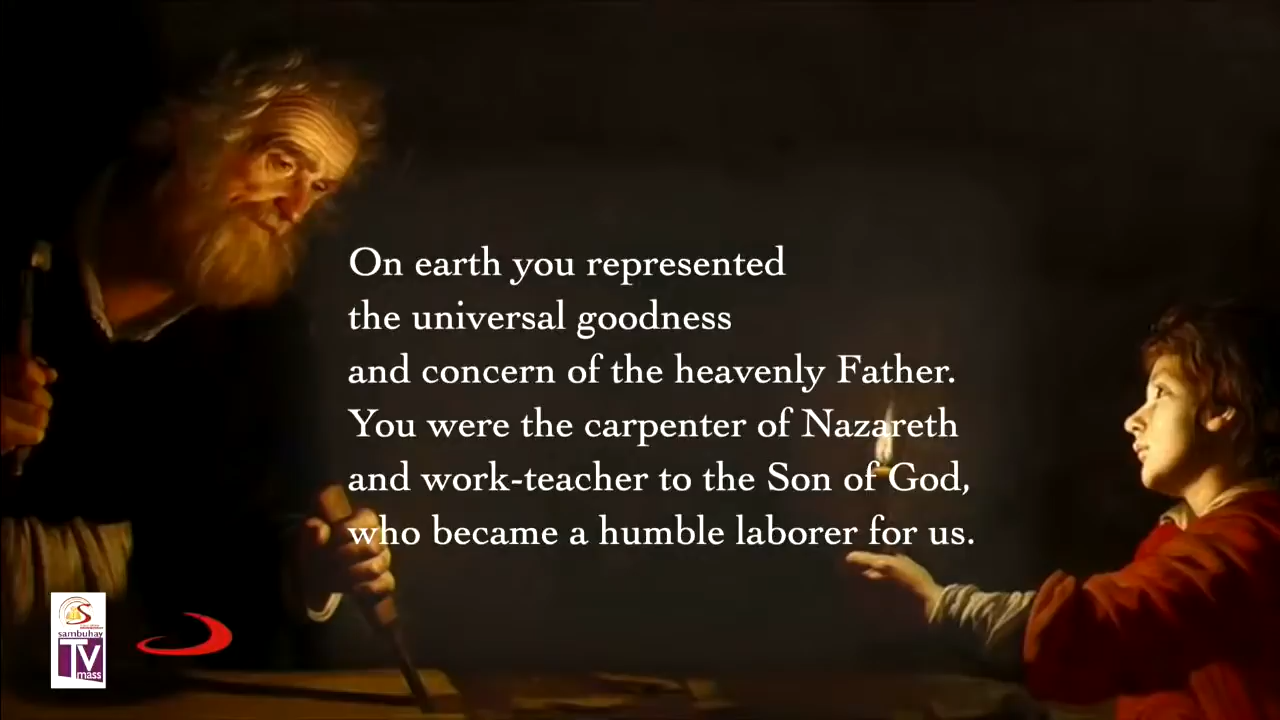 On earth you represented
the universal goodness
and concern of the heavenly Father.
You were the carpenter of Nazareth
and work-teacher to the Son of God,
who became a humble laborer for us.
sambuhay
TV
mass